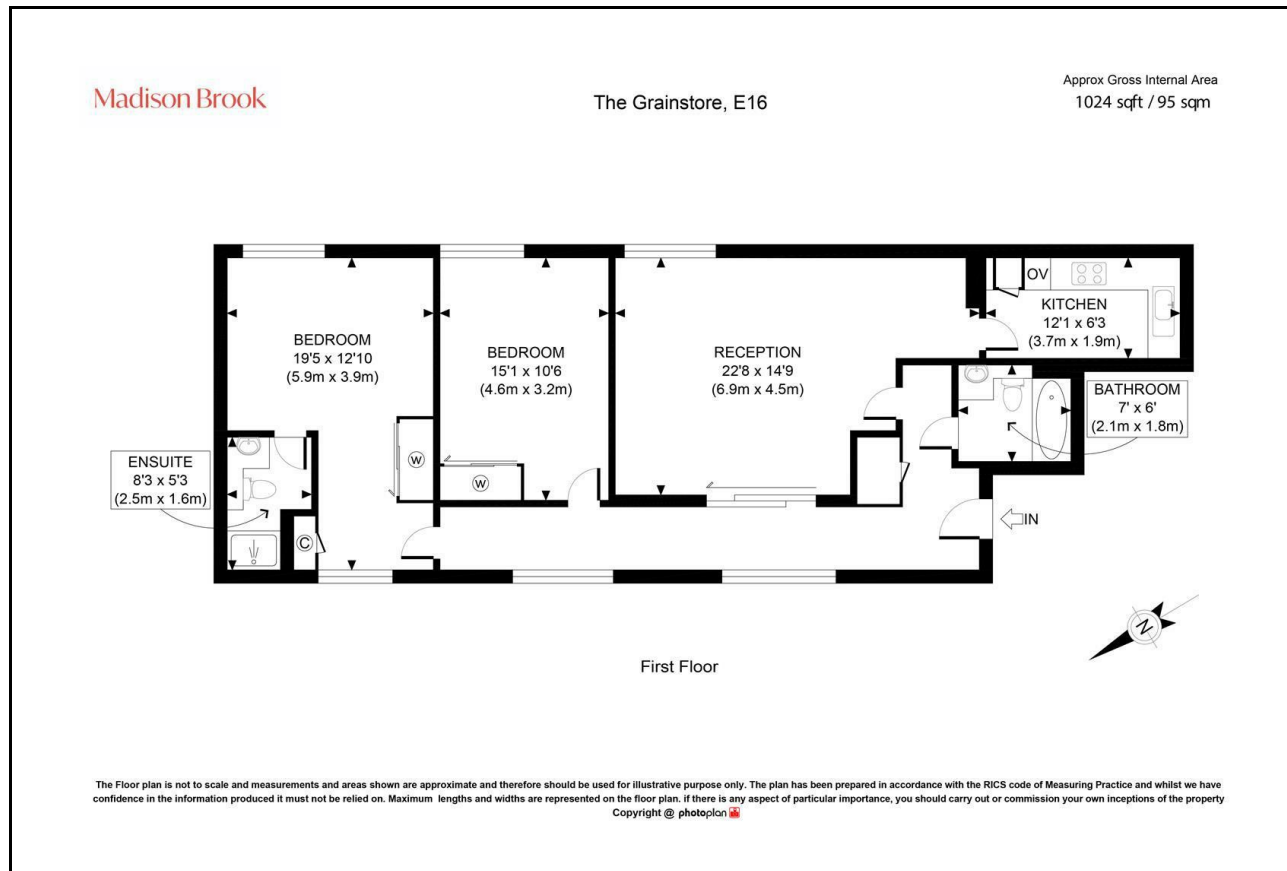 Madison Brook
The Grainstore, E16
Approx Gross Internal Area
1024 sqft / 95 sqm
BEDROOM
19'5 x 12'10
(5.9m x 3.9m)
BEDROOM
15'1 x 10'6
(4.6m x 3.2m)
RECEPTION
22'8 x 14'9
(6.9m x 4.5m)
OV
KITCHEN
12'1 x 6'3
(3.7m x 1.9m)
BATHROOM
7' x 6'
(2.1m x 1.8m)
ENSUITE
8'3 x 5'3
(2.5m x 1.6m)
W
W
C
IN
N
First Floor
The Floor plan is not to scale and measurements and areas shown are approximate and therefore should be used for illustrative purpose only. The plan has been prepared in accordance with the RICS code of Measuring Practice and whilst we have
confidence in the information produced it must not be relied on. Maximum lengths and widths are represented on the floor plan. if there is any aspect of particular importance, you should carry out or commission your own inceptions of the property
Copyright @ photoplan